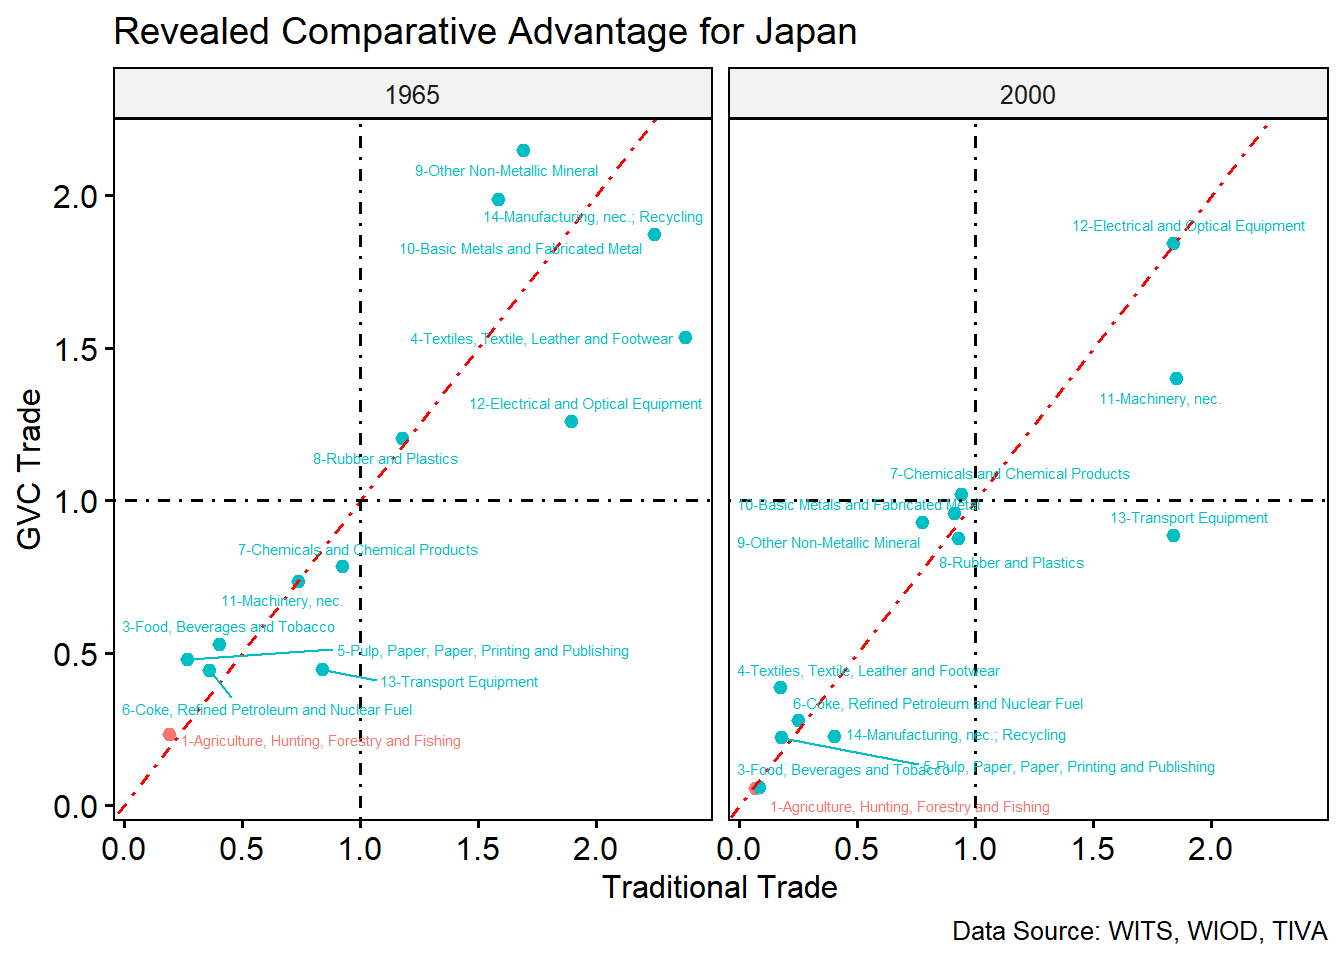 Revealed Comparative Advantage for Japan
1965
2000
GVC Trade
2.0
1.5
1.0
0.5
0.0
9-Other Non-Metallic Mineral
14-Manufacturing, nec.; Recycling
10-Basic Metals and Fabricated Metal
4-Textiles, Textile, Leather and Footwear
12-Electrical and Optical Equipment
8-Rubber and Plastics
7-Chemicals and Chemical Products
11-Machinery, nec.
3-Food, Beverages and Tobacco
5-Pulp, Paper, Paper, Printing and Publishing
13-Transport Equipment
6-Coke, Refined Petroleum and Nuclear Fuel
1-Agriculture, Hunting, Forestry and Fishing
12-Electrical and Optical Equipment
11-Machinery, nec.
7-Chemicals and Chemical Products
10-Basic Metals and Fabricated Metal
13-Transport Equipment
9-Other Non-Metallic Mineral
8-Rubber and Plastics
4-Textiles, Textile, Leather and Footwear
6-Coke, Refined Petroleum and Nuclear Fuel
14-Manufacturing, nec.; Recycling
5-Pulp, Paper, Paper, Printing and Publishing
3-Food, Beverages and Tobacco
1-Agriculture, Hunting, Forestry and Fishing
0.0 0.5 1.0 1.5 2.0
0.0 0.5 1.0 1.5 2.0
Traditional Trade
Data Source: WITS, WIOD, TIVA